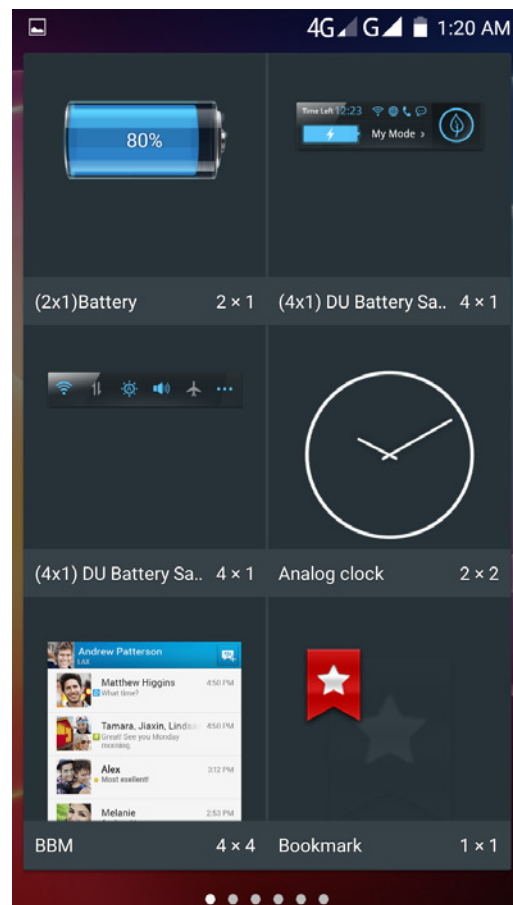 4G G 1:20 AM
80%
Time Left 12:23
My Mode >
(2x1)Battery 2 × 1
(4x1) DU Battery Sa.. 4 × 1
(4x1) DU Battery Sa.. 4 × 1
Analog clock 2 × 2
Andrew Patterson
LAX
Matthew Higgins 4:50 PM
What time?
Tamara, Jiaxin, Lindsa 4:50 PM
Great! See you Monday
morning.
Alex 3:12 PM
Most exellent!
Melanie 2:53 PM
BBM 4 × 4
Bookmark 1 × 1